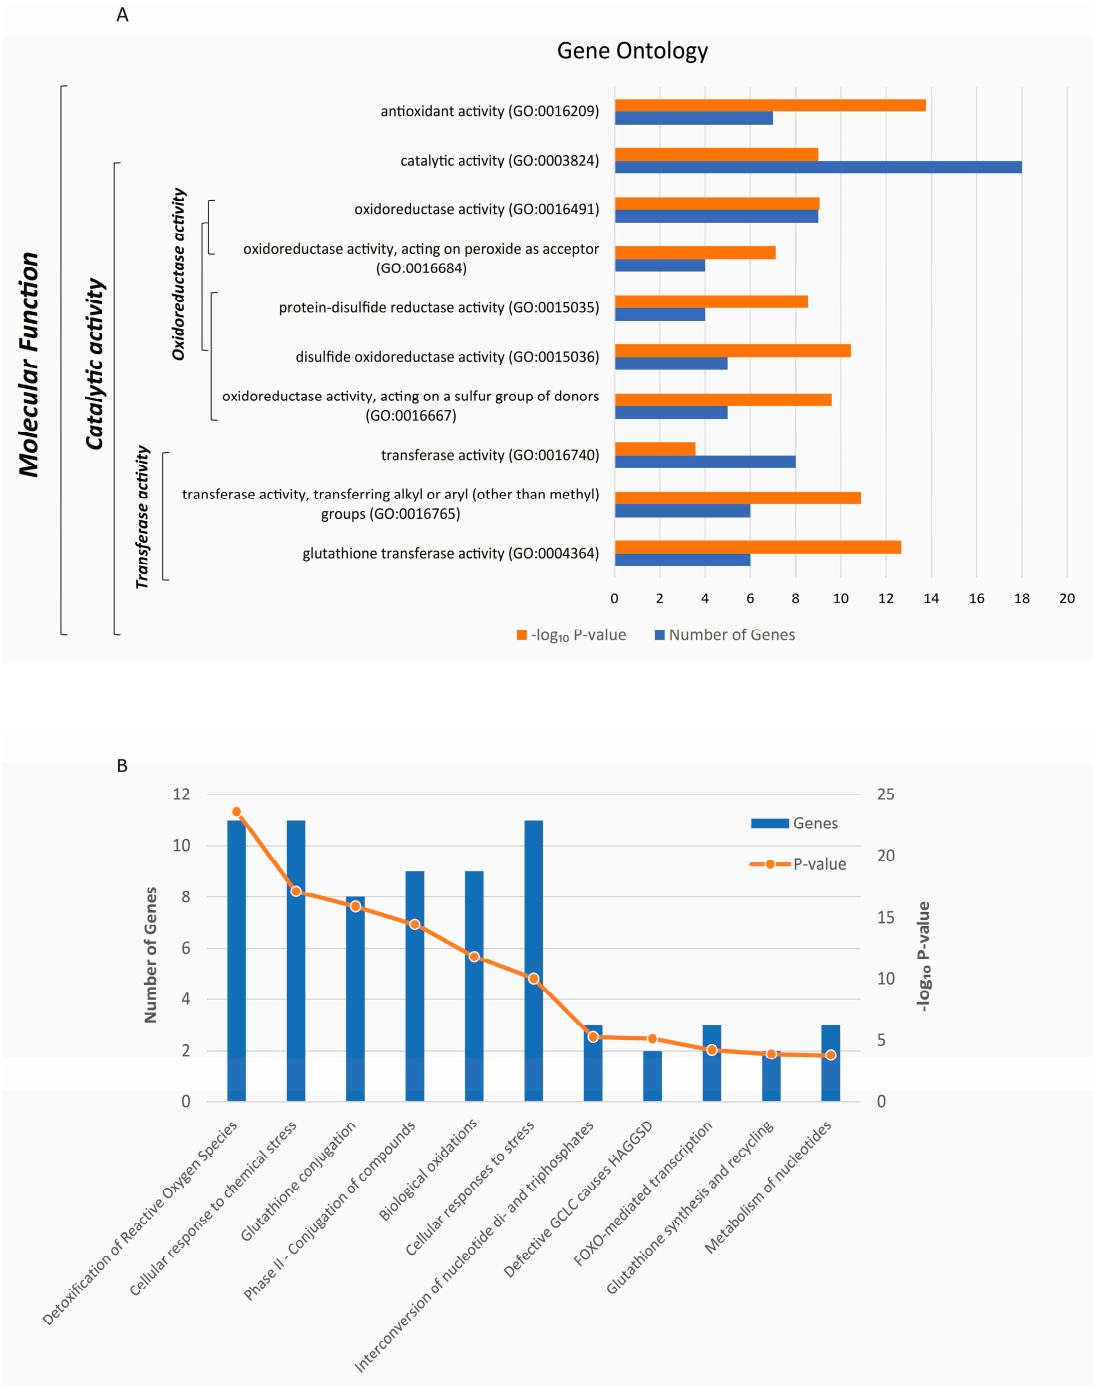 A
Gene Ontology
Molecular Function
Catalytic activity
Oxidoreductase activity
Transferase activity
antioxidant activity (GO:0016209)
catalytic activity (GO:0003824)
oxidoreductase activity (GO:0016491)
oxidoreductase activity, acting on peroxide as acceptor
(GO:0016684)
protein-disulfide reductase activity (GO:0015035)
disulfide oxidoreductase activity (GO:0015036)
oxidoreductase activity, acting on a sulfur group of donors
(GO:0016667)
transferase activity (GO:0016740)
transferase activity, transferring alkyl or aryl (other than methyl)
groups (GO:0016765)
glutathione transferase activity (GO:0004364)
0 2 4 6 8 10 12 14 16 18 20
-log₁₀ P-value Number of Genes
B
12
10
8
6
4
2
0
Number of Genes
25
20
15
10
5
0
-log₁₀ P-value
Genes
P-value
Detoxification of Reactive Oxygen Species
Cellular response to chemical stress
Glutathione conjugation
Phase II - Conjugation of compounds
Biological oxidations
Cellular responses to stress
Interconversion of nucleotide di- and triphosphates
Defective GCLC causes HAGGSD
FOXO-mediated transcription
Glutathione synthesis and recycling
Metabolism of nucleotides